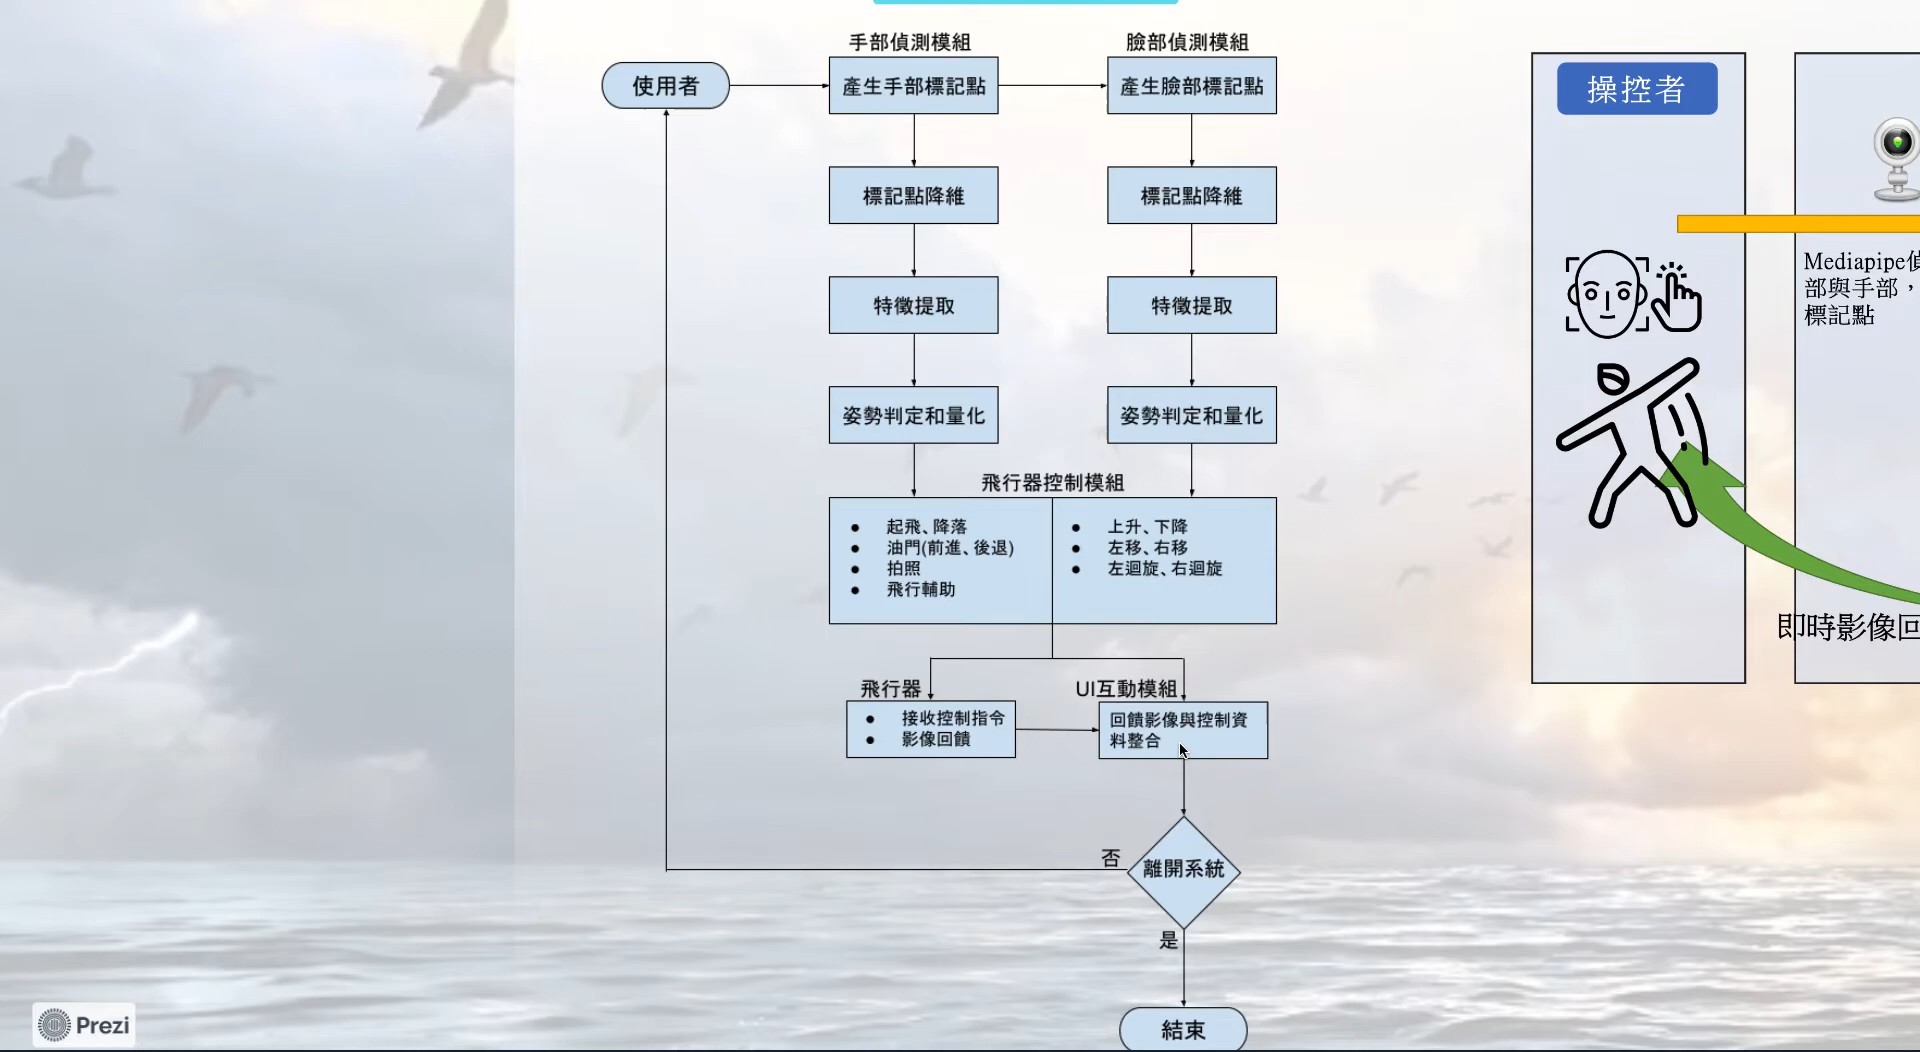 手部偵測模組
臉部偵測模組
使用者
產生手部標記點
產生臉部標記點
標記點降維
標記點降維
特徵提取
特徵提取
姿勢判定和量化
姿勢判定和量化
飛行器控制模組
● 起飛、降落
● 油門(前進、後退)
● 拍照
● 飛行輔助
● 上升、下降
● 左移、右移
● 左迴旋、右迴旋
飛行器
● 接收控制指令
● 影像回饋
UI互動模組
回饋影像與控制資
料整合
否
離開系統
是
結束
操控者
Mediapipe偵
部與手部，
標記點
即時影像回
Prezi